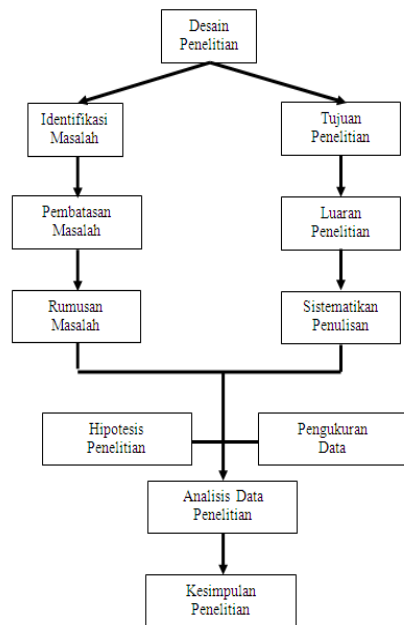 Desain
Penelitian
Identifikasi
Masalah
Tujuan
Penelitian
Pembatasan
Masalah
Luaran
Penelitian
Rumusan
Masalah
Sistematikan
Penulisan
Hipotesis
Penelitian
Pengukuran
Data
Analisis Data
Penelitian
Kesimpulan
Penelitian